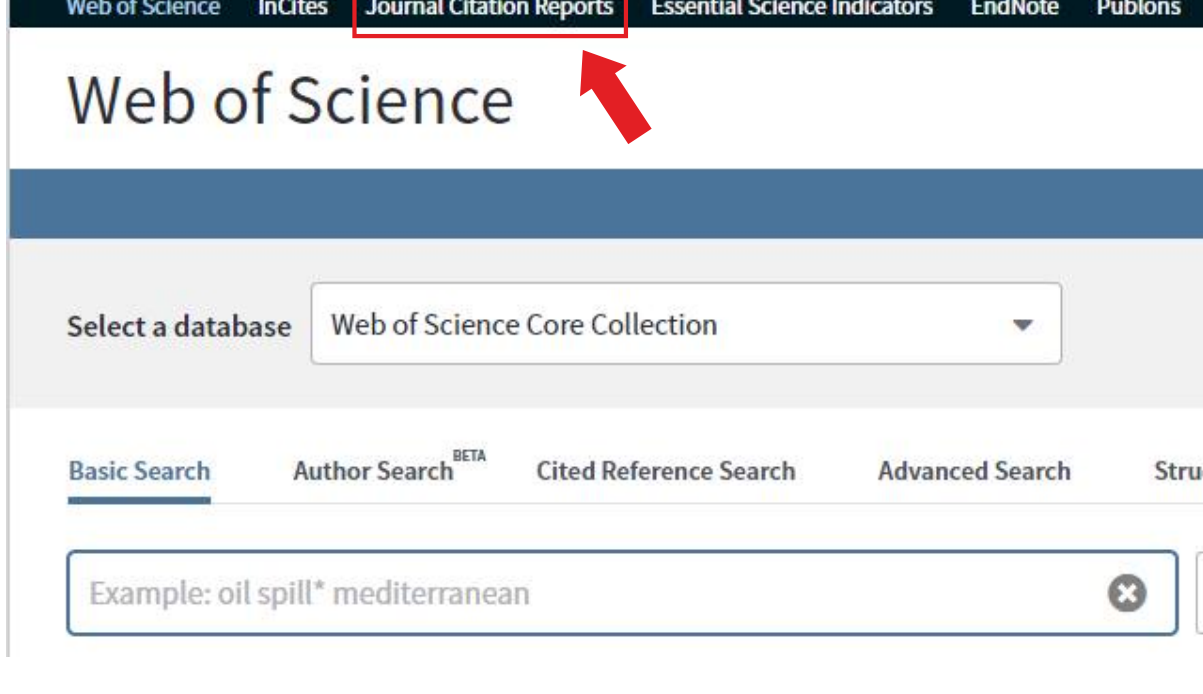 Web of Science InCites Journal Citation Reports Essential Science Indicators EndNote Publons
Web of Science
Select a database Web of Science Core Collection
Basic Search Author Search BETA Cited Reference Search Advanced Search Stru
Example: oil spill* mediterranean